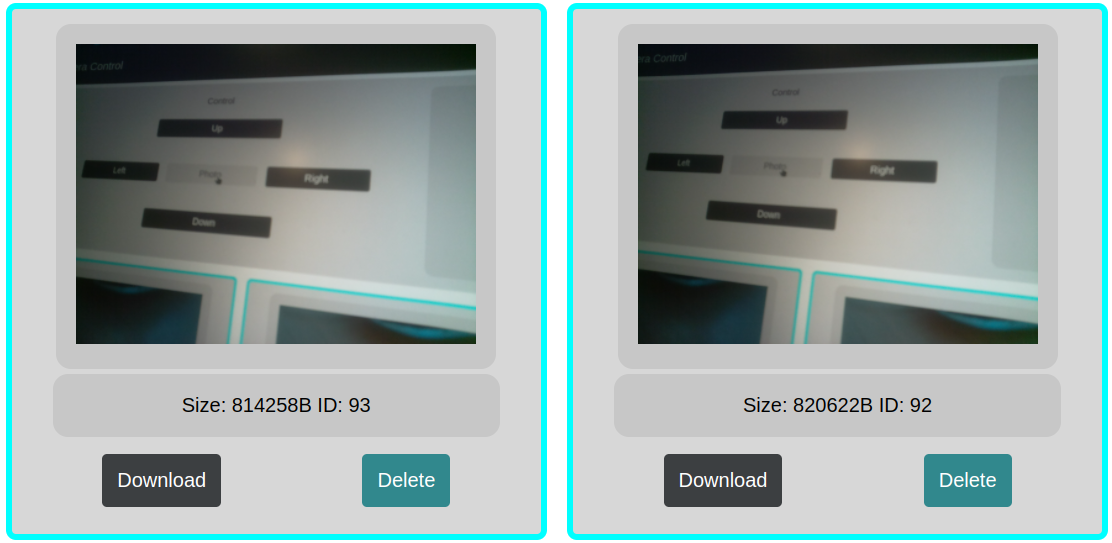 era Control
Control
Up
Left Photo Right
Down
Size: 814258B ID: 93
Download Delete
era Control
Control
Up
Left Photo Right
Down
Size: 820622B ID: 92
Download Delete